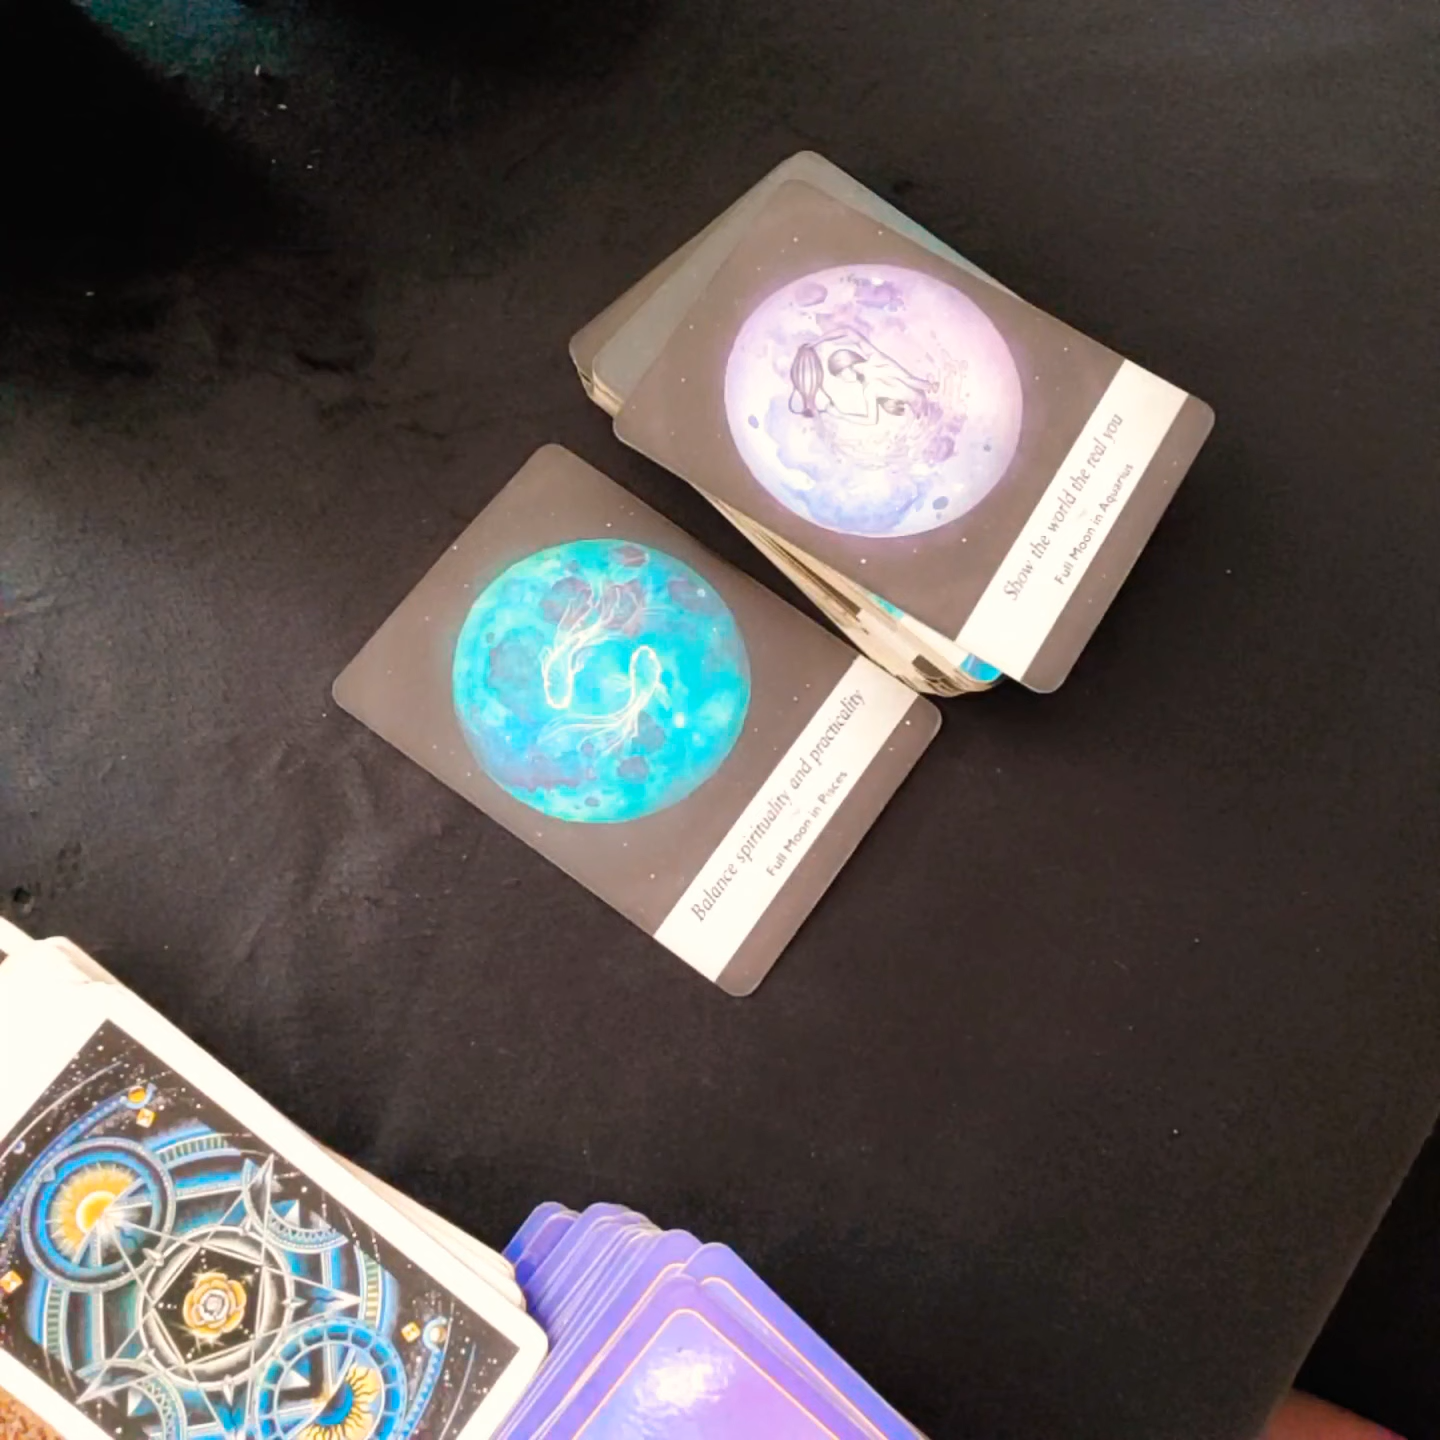 Show the world the real you
Full Moon in Aquarius
Balance spirituality and practicality
Full Moon in Pisces